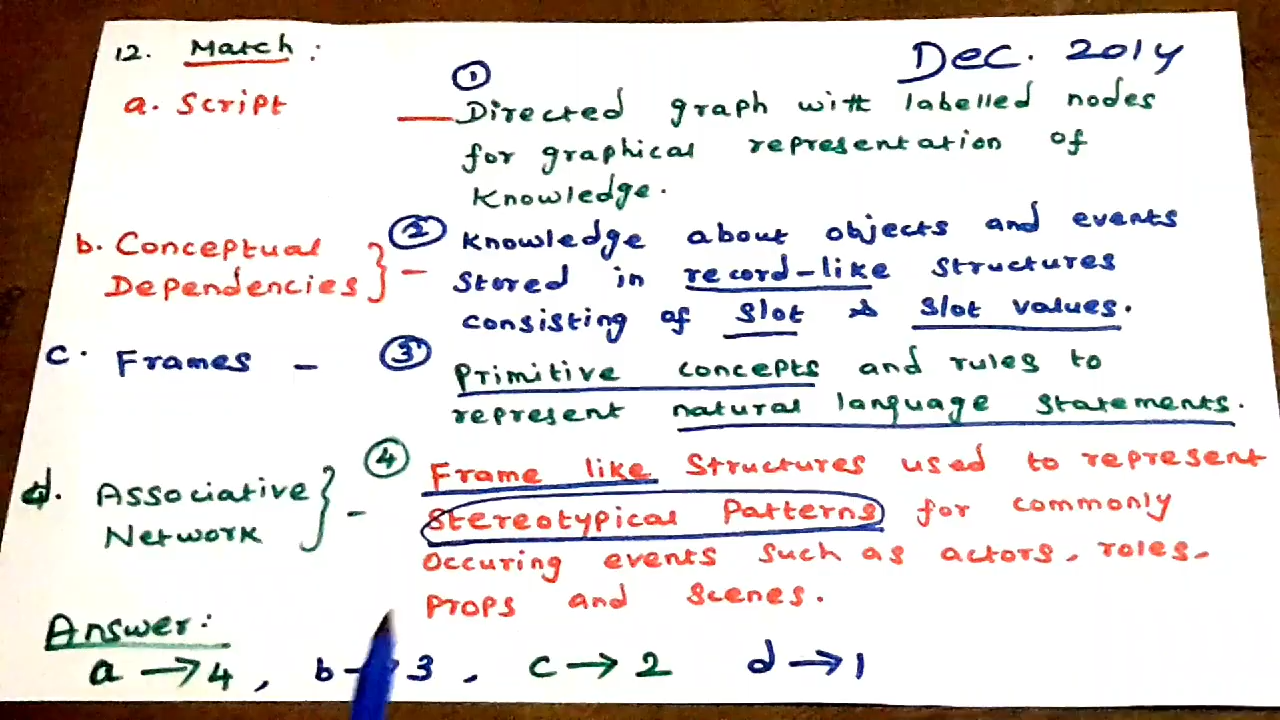 12. Match:
Dec. 2014
a. Script
①
— Directed graph with labelled nodes
for graphical representation of
knowledge.
b. Conceptual
Dependencies } -
② knowledge about objects and events
Stored in record-like Structures
consisting of Slot & Slot values.
c. Frames -
③ Primitive concepts and rules to
represent natural language Statements.
d. Associative
Network } -
④ Frame like Structures used to represent
Stereotypical Patterns for commonly
Occuring events such as actors, roles,
Props and Scenes.
Answer:
a → 4, b → 3, c → 2 d → 1